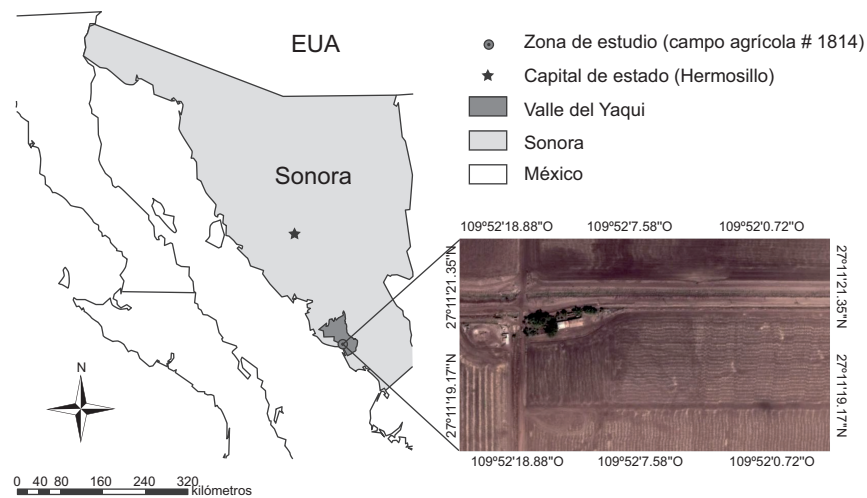 EUA
Sonora
N
0 40 80 160 240 320
kilómetros
Zona de estudio (campo agrícola # 1814)
Capital de estado (Hermosillo)
Valle del Yaqui
Sonora
México
109º52'18.88"O 109º52'7.58"O 109º52'0.72"O
27º11'21.35"N
27º11'19.17"N
27º11'21.35"N
27º11'19.17"N
109º52'18.88"O 109º52'7.58"O 109º52'0.72"O